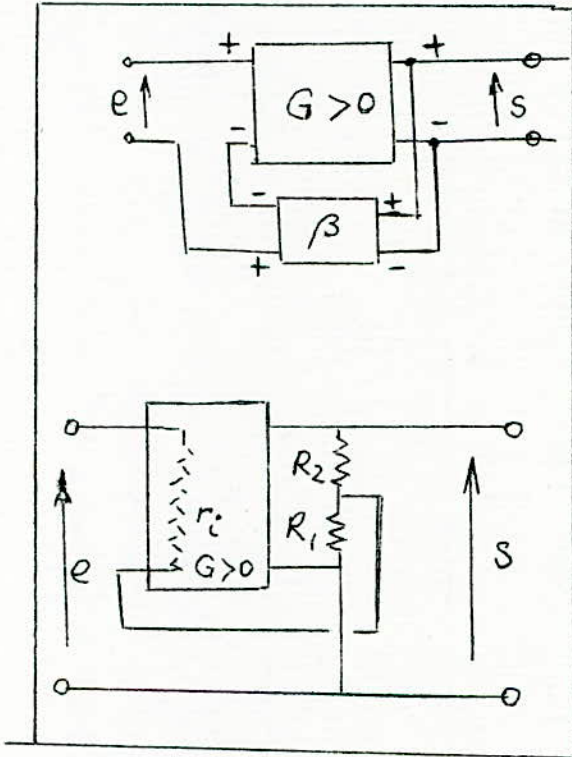 + +
e G > 0 s
- -
- +
β
+ -
R₂
rᵢ R₁
e G > 0 S